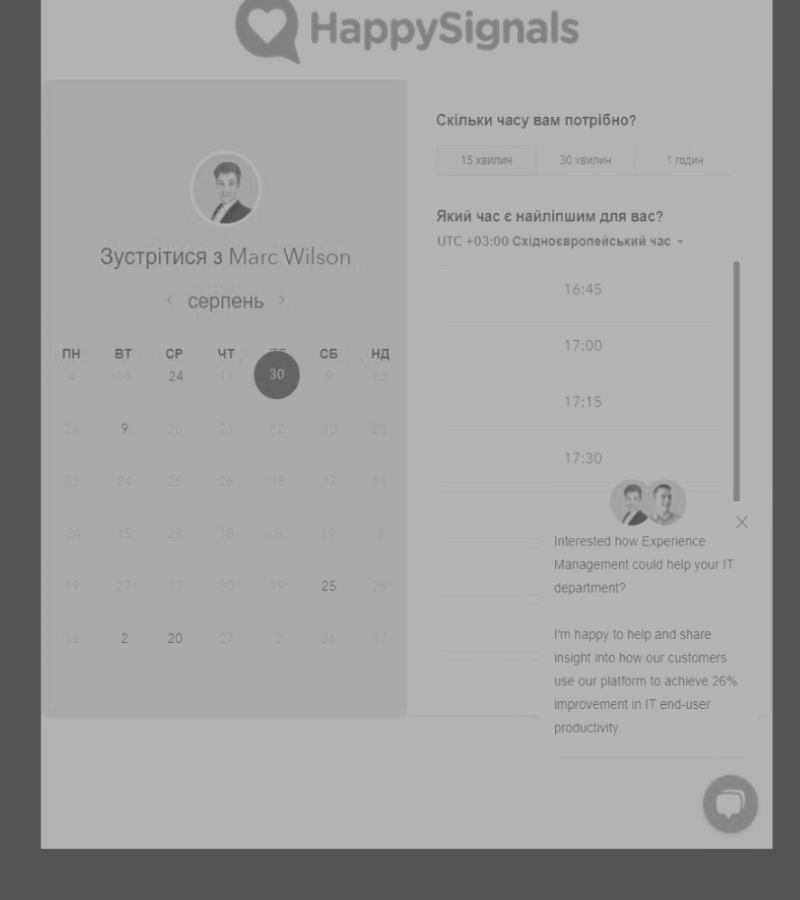 HappySignals
Зустрітися з Marc Wilson
серпень
ПН ВТ СР ЧТ СБ НД
4 18 24 11 30 9 12
26 9 30 21 12 10 20
13 24 26 26 18 17 11
24 15 29 18 8 19 9
19 27 17 30 19 25 26
18 2 20 27 2 26 17
Скільки часу вам потрібно?
15 хвилин 30 хвилин 1 годин
Який час є найліпшим для вас?
UTC +03:00 Східноєвропейський час
16:45
17:00
17:15
17:30
Interested how Experience
Management could help your IT
department?
I'm happy to help and share
insight into how our customers
use our platform to achieve 26%
improvement in IT end-user
productivity.